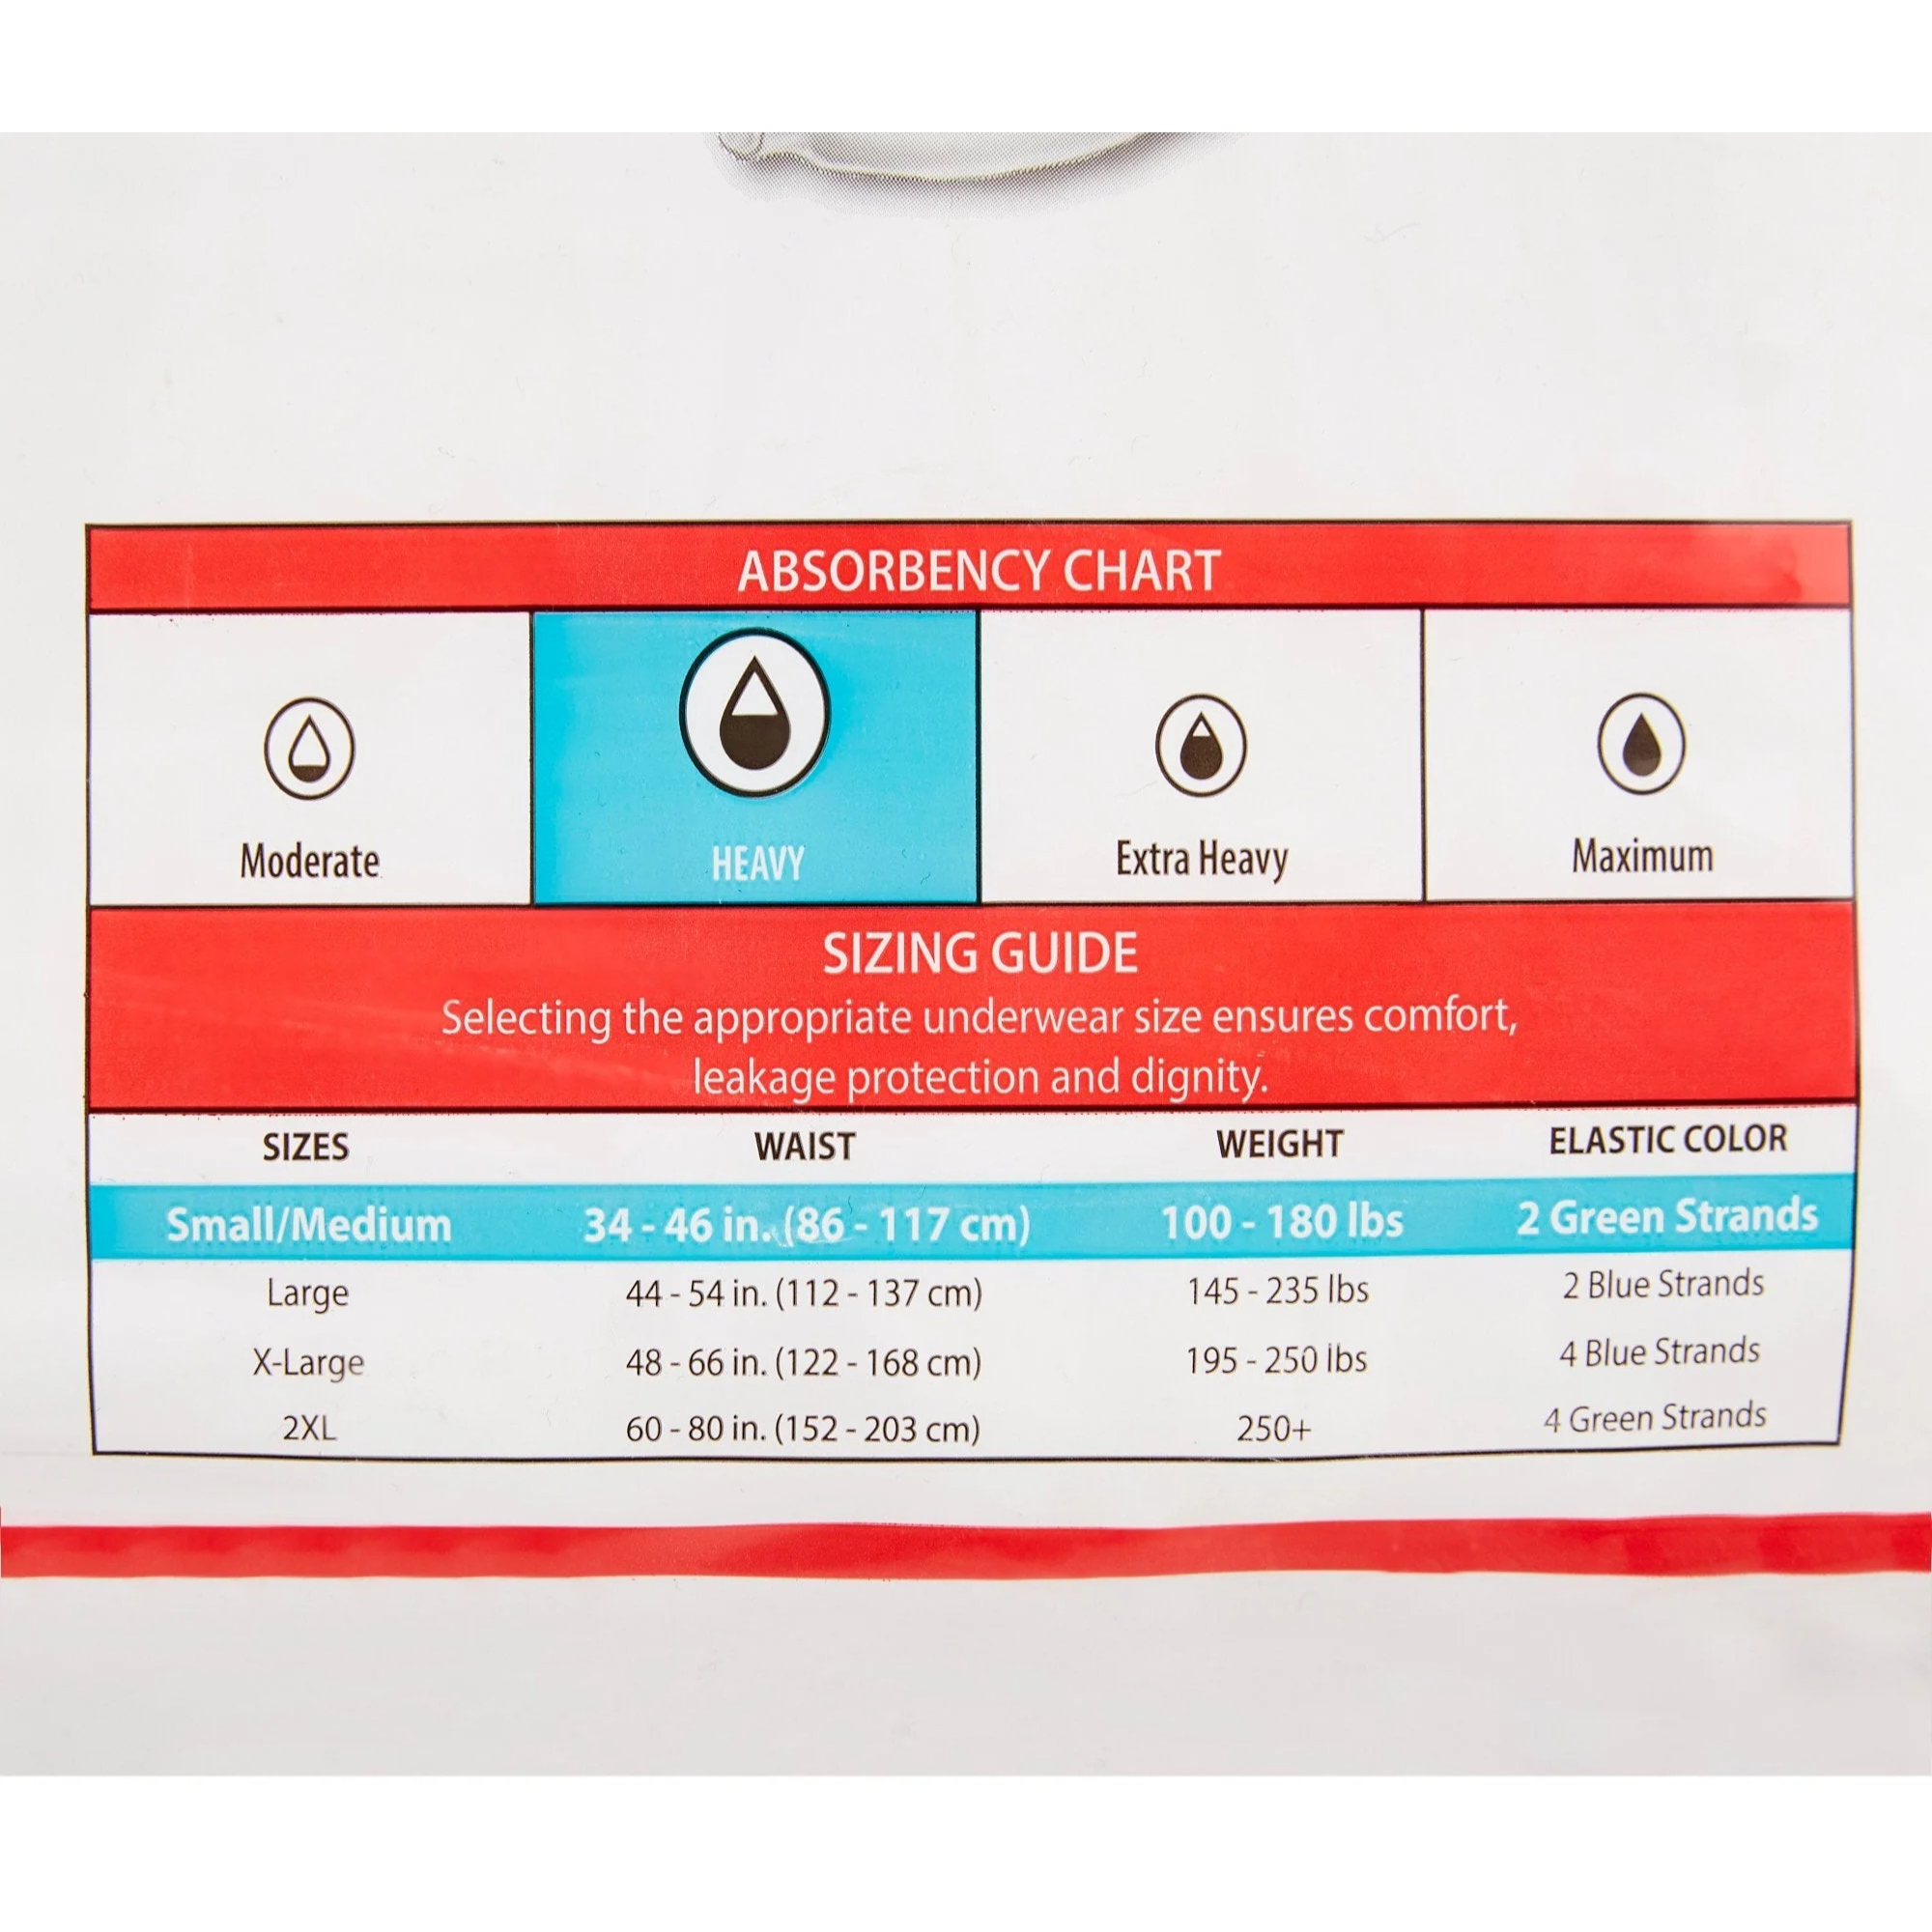 ABSORBENCY CHART
Moderate HEAVY Extra Heavy Maximum
SIZING GUIDE
Selecting the appropriate underwear size ensures comfort,
leakage protection and dignity.
SIZES WAIST WEIGHT ELASTIC COLOR
Small/Medium 34 - 46 in. (86 - 117 cm) 100 - 180 lbs 2 Green Strands
Large 44 - 54 in. (112 - 137 cm) 145 - 235 lbs 2 Blue Strands
X-Large 48 - 66 in. (122 - 168 cm) 195 - 250 lbs 4 Blue Strands
2XL 60 - 80 in. (152 - 203 cm) 250+ 4 Green Strands